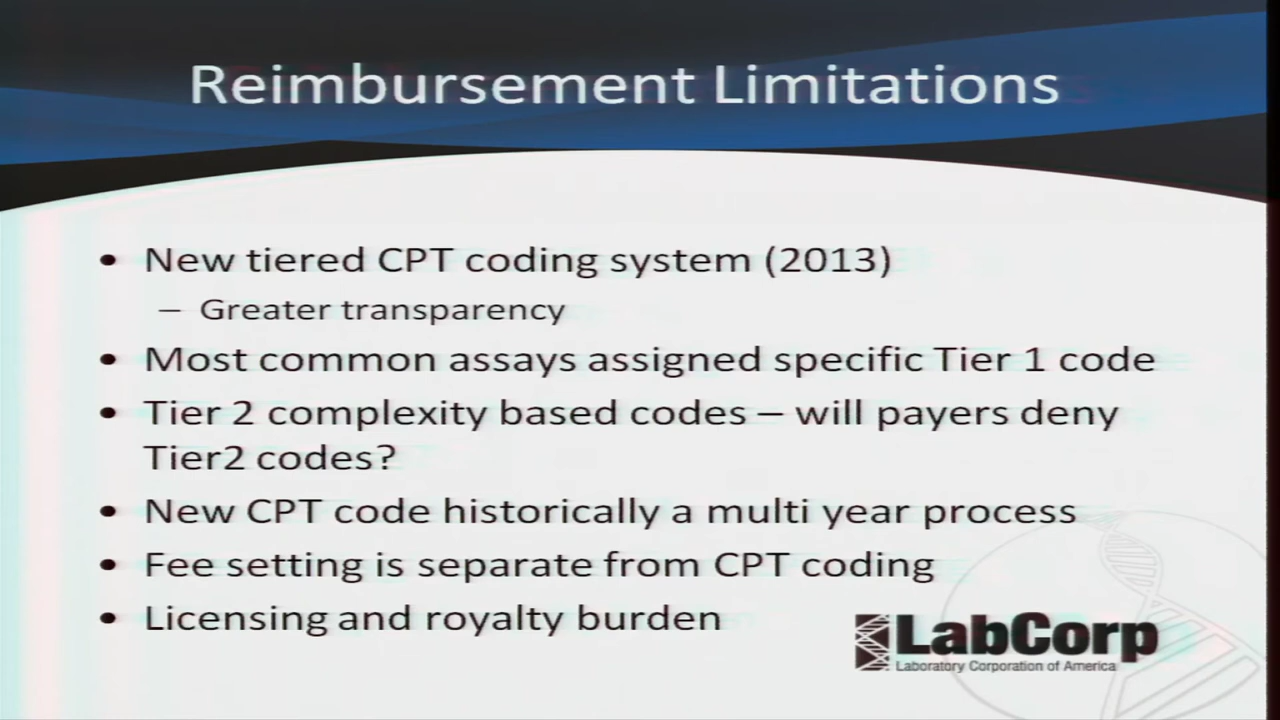 Reimbursement Limitations
• New tiered CPT coding system (2013)
– Greater transparency
• Most common assays assigned specific Tier 1 code
• Tier 2 complexity based codes – will payers deny
Tier2 codes?
• New CPT code historically a multi year process
• Fee setting is separate from CPT coding
• Licensing and royalty burden
LabCorp
Laboratory Corporation of America